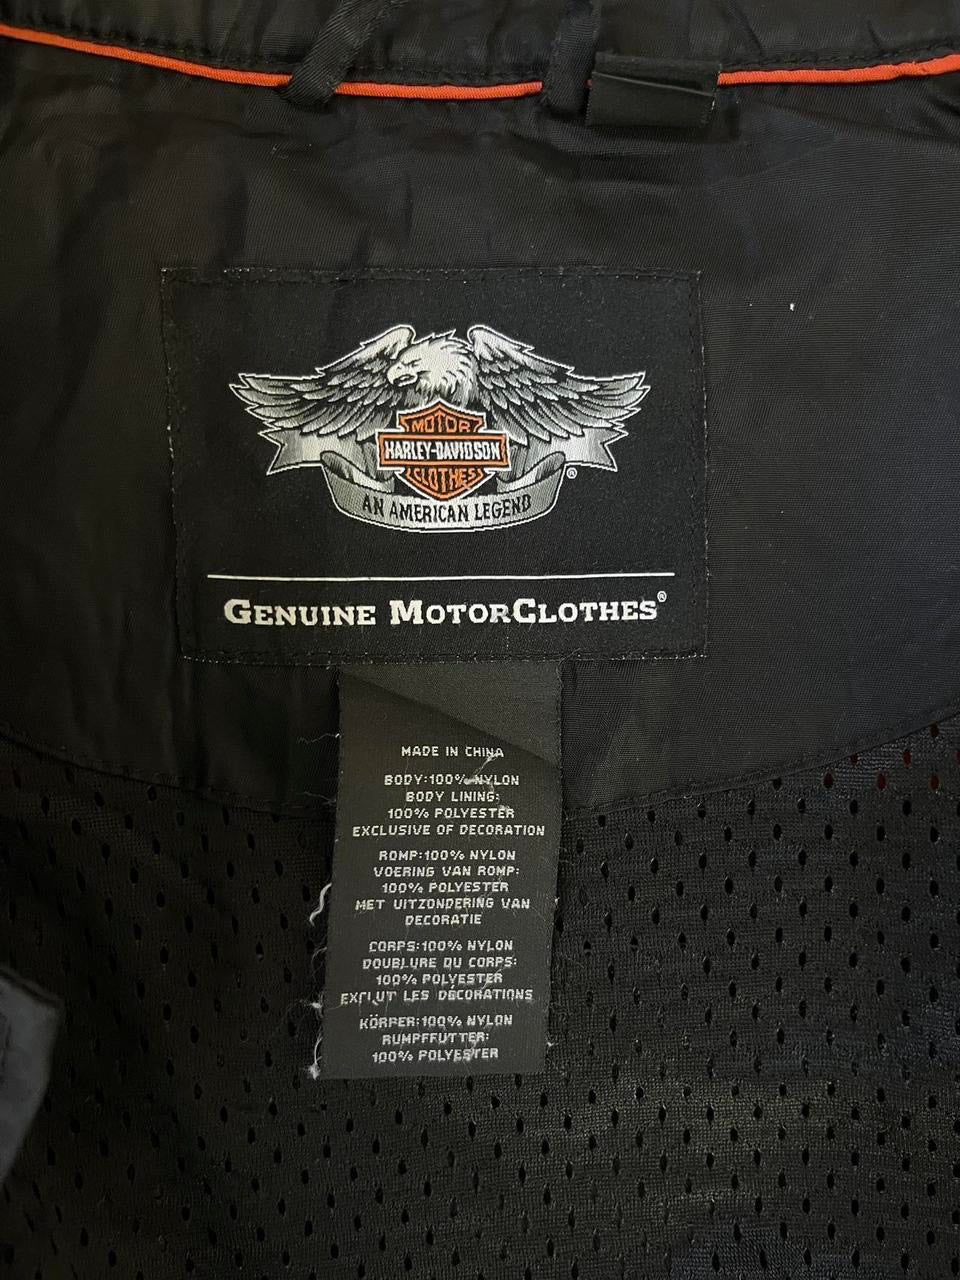 MOTOR
HARLEY-DAVIDSON
CLOTHES
®
AN AMERICAN LEGEND
GENUINE MOTORCLOTHES®
MADE IN CHINA
BODY:100% NYLON
BODY LINING:
100% POLYESTER
EXCLUSIVE OF DECORATION
ROMP:100% NYLON
VOERING VAN ROMP:
100% POLYESTER
MET UITZONDERING VAN
DECORATIE
CORPS:100% NYLON
DOUBLURE DU CORPS:
100% POLYESTER
EXCLUT LES DÉCORATIONS
KÖRPER:100% NYLON
RUMPFFUTTER:
100% POLYESTER